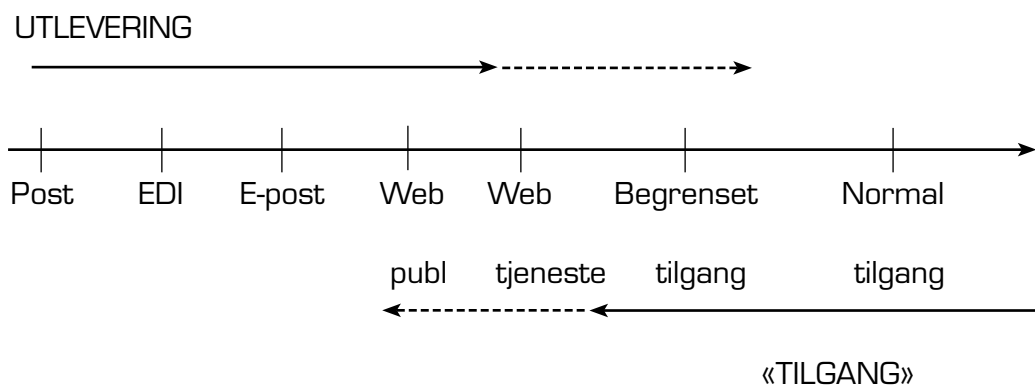 UTLEVERING
Post EDI E-post Web Web Begrenset Normal
publ tjeneste tilgang tilgang
«TILGANG»